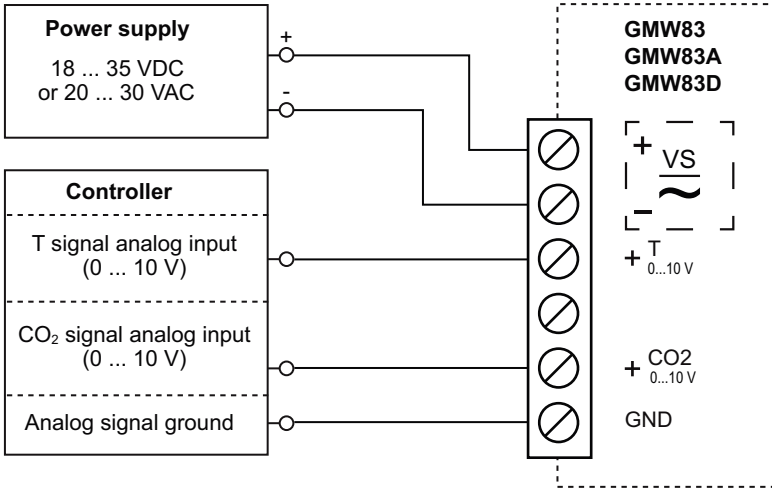 Power supply
18 ... 35 VDC
or 20 ... 30 VAC
+
-
Controller
T signal analog input
(0 ... 10 V)
CO₂ signal analog input
(0 ... 10 V)
Analog signal ground
GMW83
GMW83A
GMW83D
+ VS
~
-
+ T
0...10 V
+ CO2
0...10 V
GND